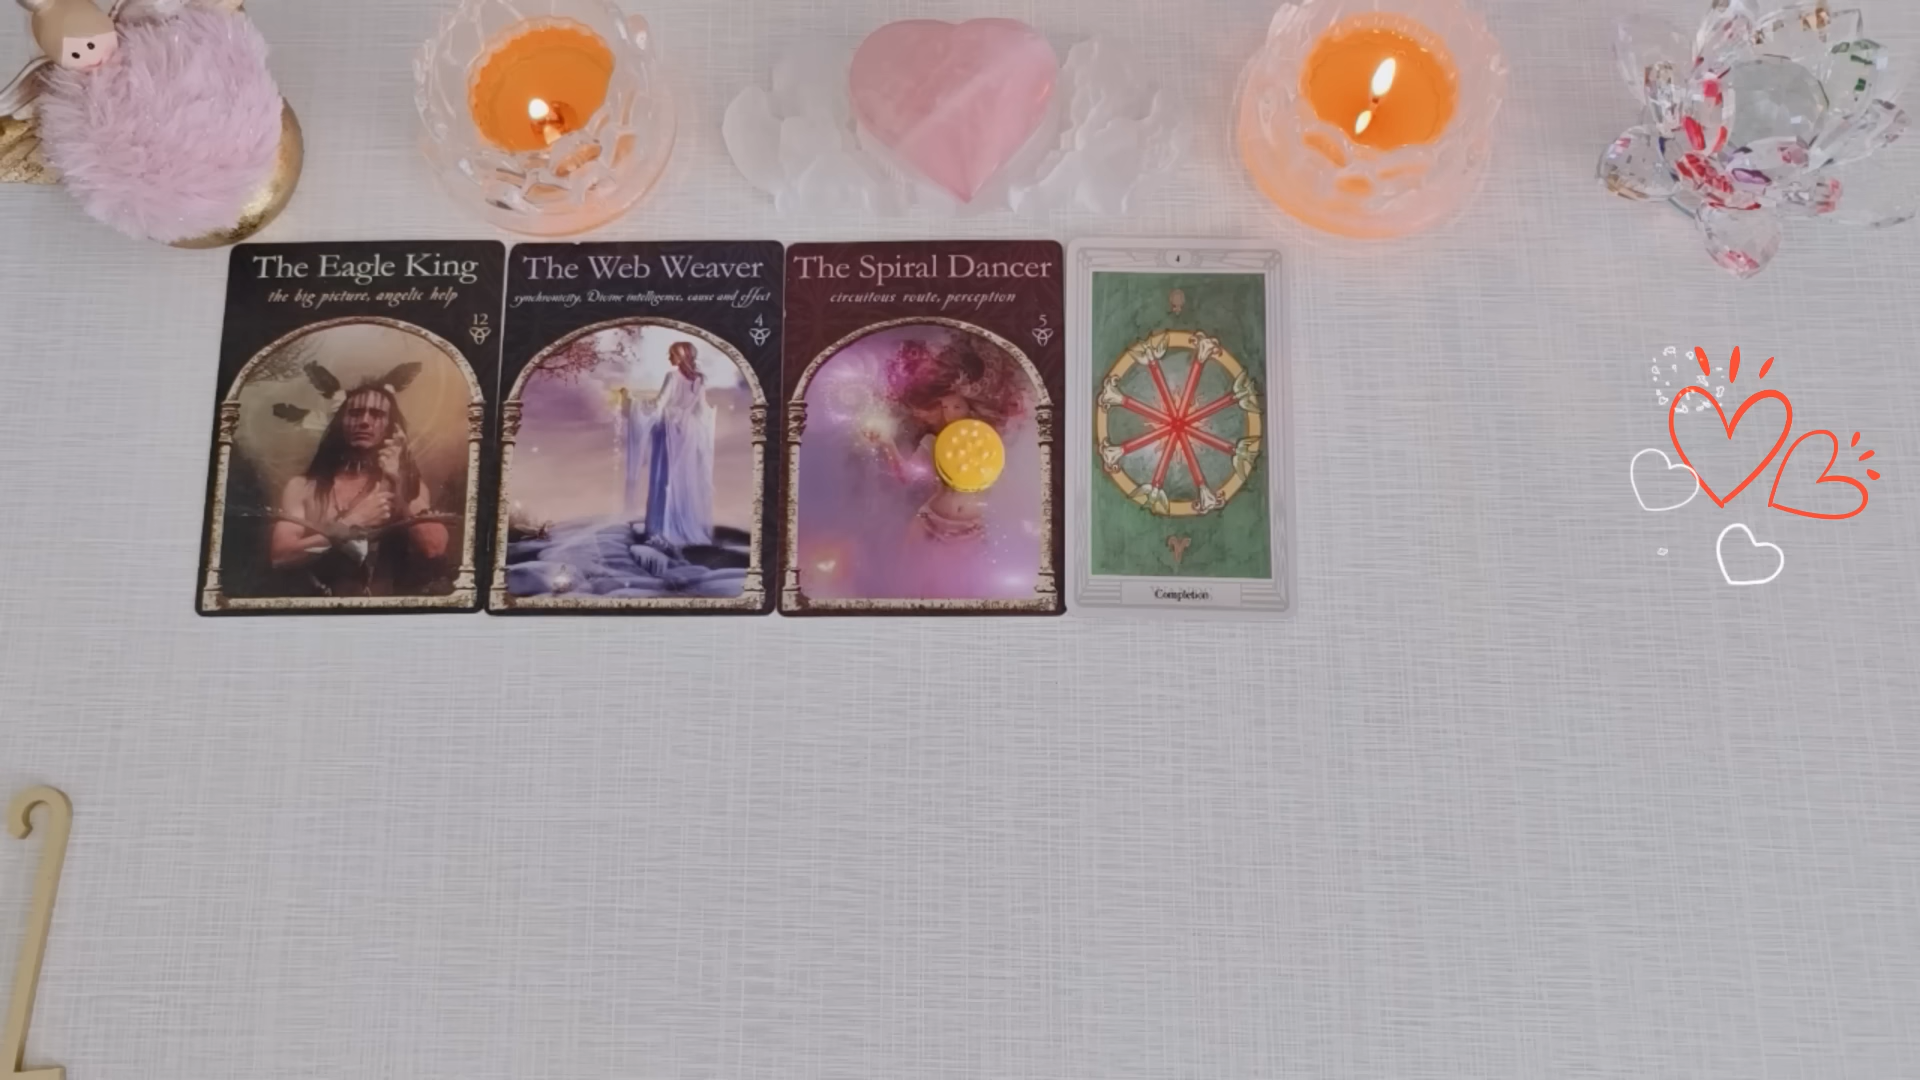 The Eagle King
the big picture, angelic help
12
The Web Weaver
synchronicity, Divine intelligence, cause and effect
4
The Spiral Dancer
circuitous route, perception
5
4
Completion